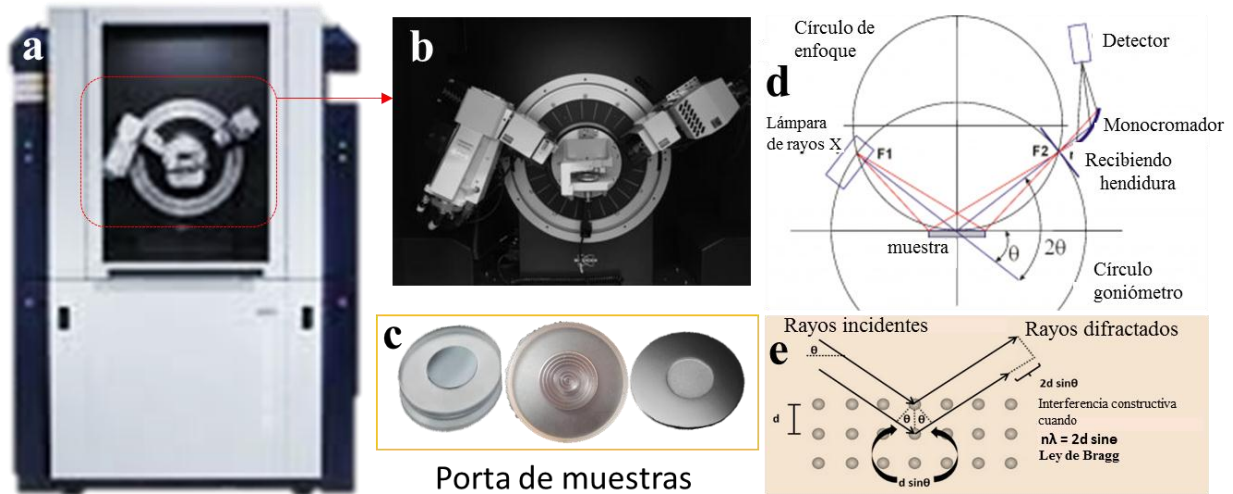 a
b
c
Porta de muestras
d
Círculo de
enfoque
Detector
Lámpara
de rayos X
F1
F2
r
Monocromador
Recibiendo
hendidura
muestra
θ
2θ
Círculo
goniómetro
e
Rayos incidentes
Rayos difractados
θ
2d sinθ
d
θ θ
d sinθ
Interferencia constructiva
cuando
nλ = 2d sinɵ
Ley de Bragg